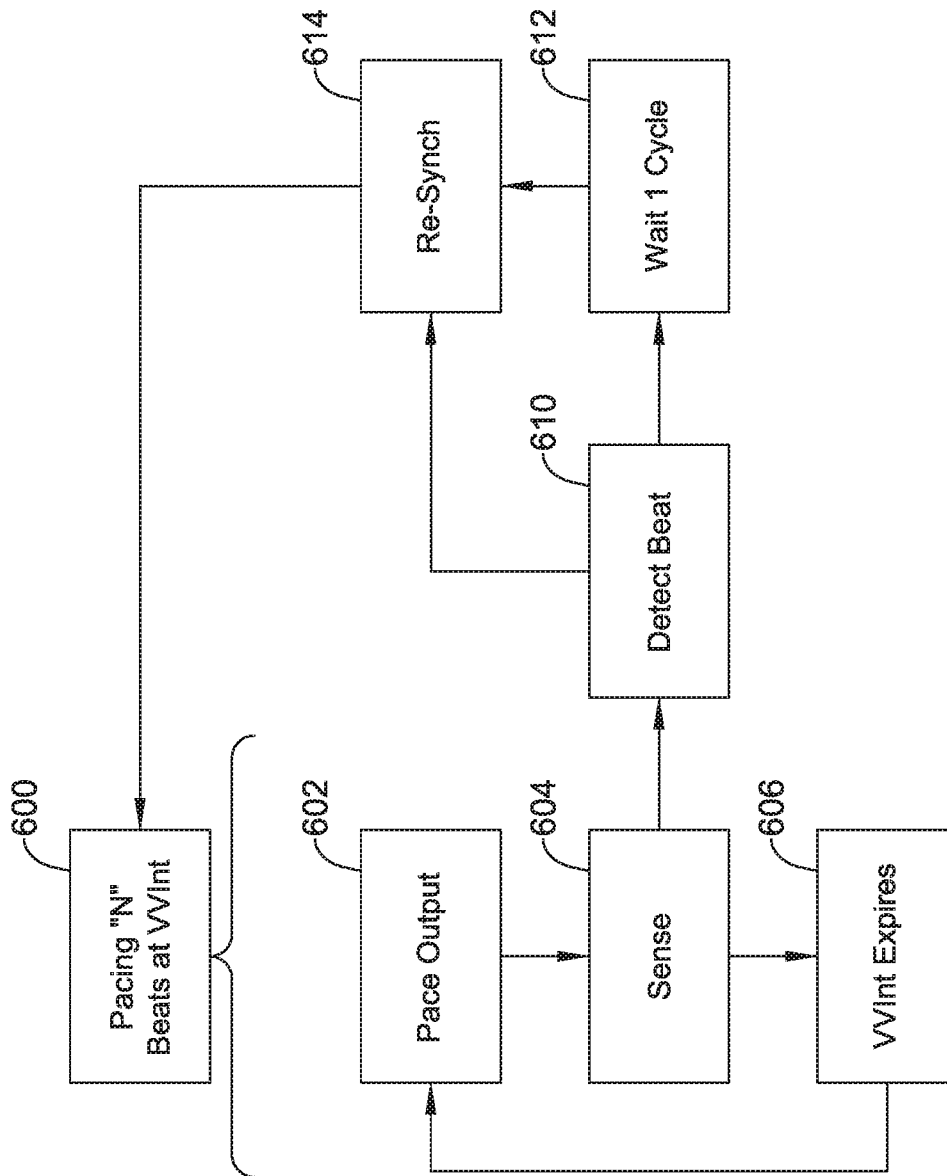 600
Pacing "N"
Beats at VVInt
602
Pace Output
614
Re-Synch
604
Sense
610
Detect Beat
612
Wait 1 Cycle
606
VVInt Expires